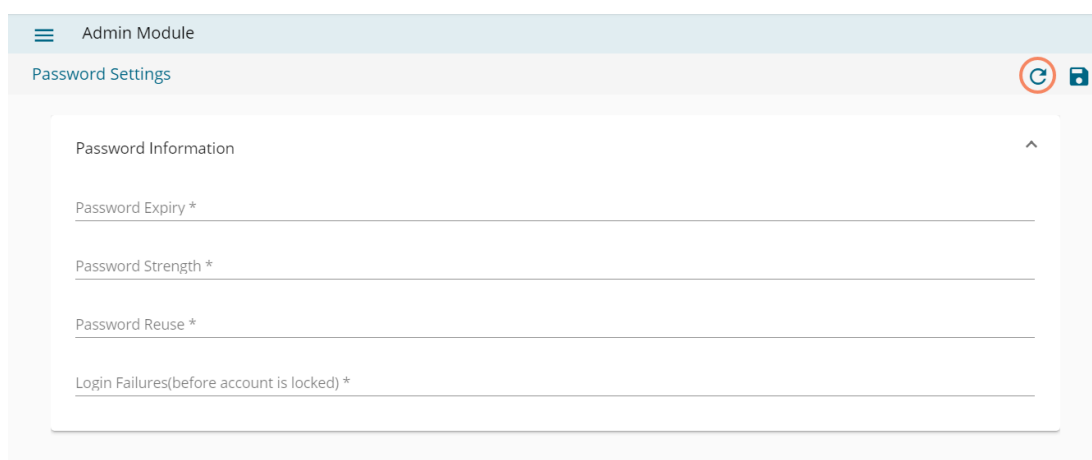 Admin Module
Password Settings
Password Information
Password Expiry *
Password Strength *
Password Reuse *
Login Failures(before account is locked) *